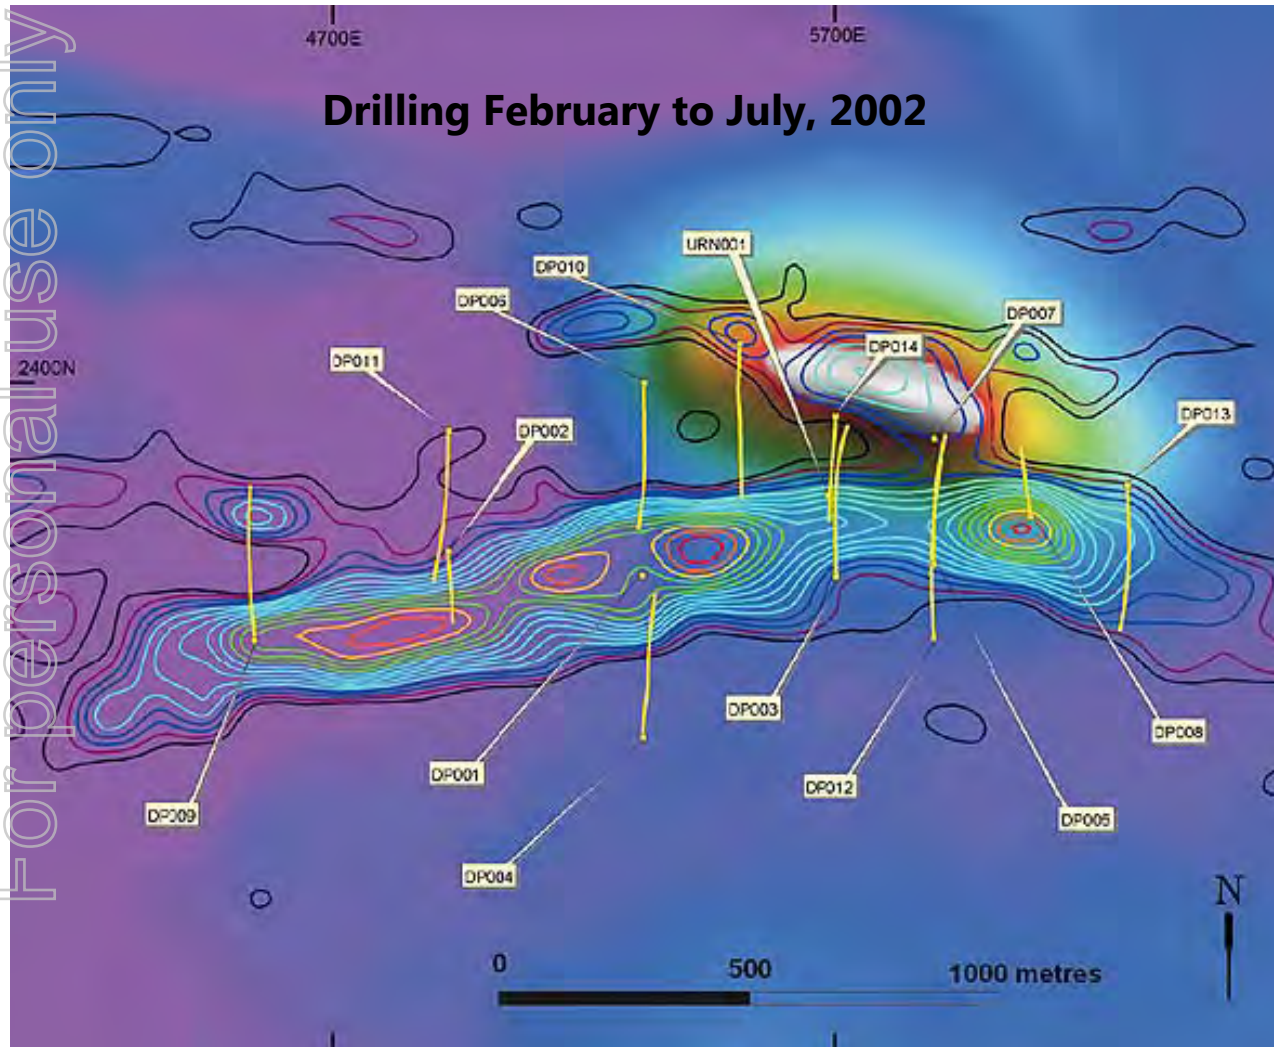 For personal use only
4700E
5700E
Drilling February to July, 2002
URN001
DP010
DP006
DP007
DP014
DP011
2400N
DP013
DP002
DP003
DP008
DP001
DP012
DP009
DP005
DP004
N
0
500
1000 metres